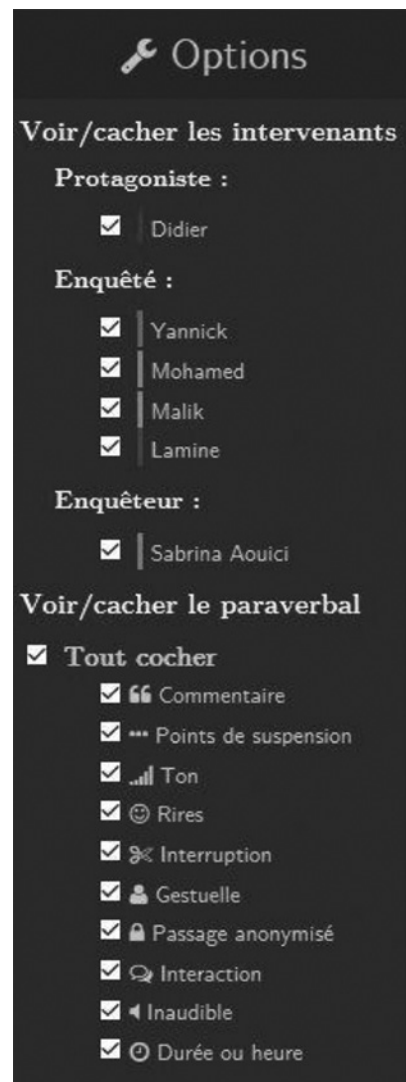 Options
Voir/cacher les intervenants
Protagoniste :
Didier
Enquêté :
Yannick
Mohamed
Malik
Lamine
Enquêteur :
Sabrina Aouici
Voir/cacher le paraverbal
Tout cocher
Commentaire
Points de suspension
Ton
Rires
Interruption
Gestuelle
Passage anonymisé
Interaction
Inaudible
Durée ou heure